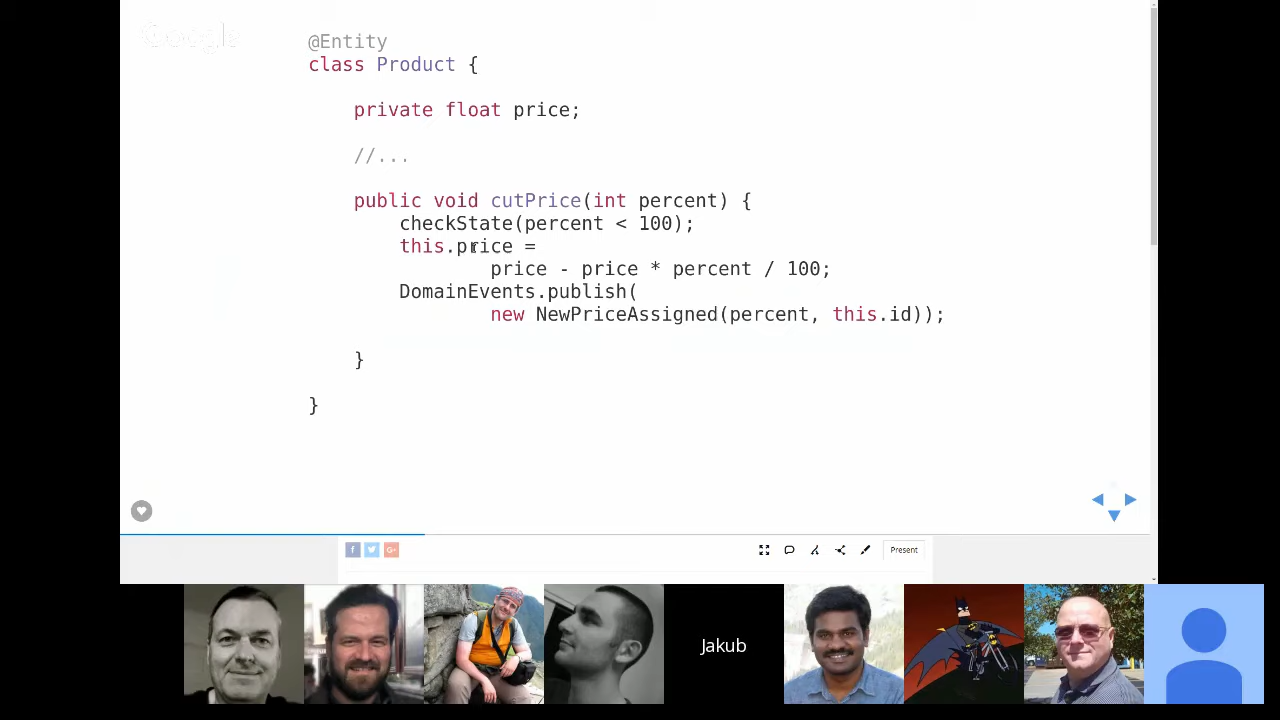 Google
@Entity
class Product {
private float price;
//...
public void cutPrice(int percent) {
checkState(percent < 100);
this.price =
price - price * percent / 100;
DomainEvents.publish(
new NewPriceAssigned(percent, this.id));
}
}
f G+ Present
Jakub